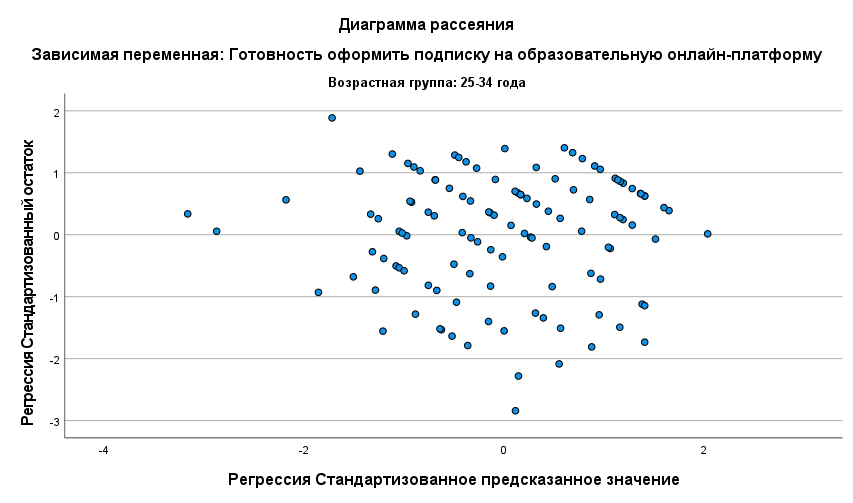 Диаграмма рассеяния
Зависимая переменная: Готовность оформить подписку на образовательную онлайн-платформу
Возрастная группа: 25-34 года
Регрессия Стандартизованный остаток
2
1
0
-1
-2
-3
-4
-2
0
2
Регрессия Стандартизованное предсказанное значение